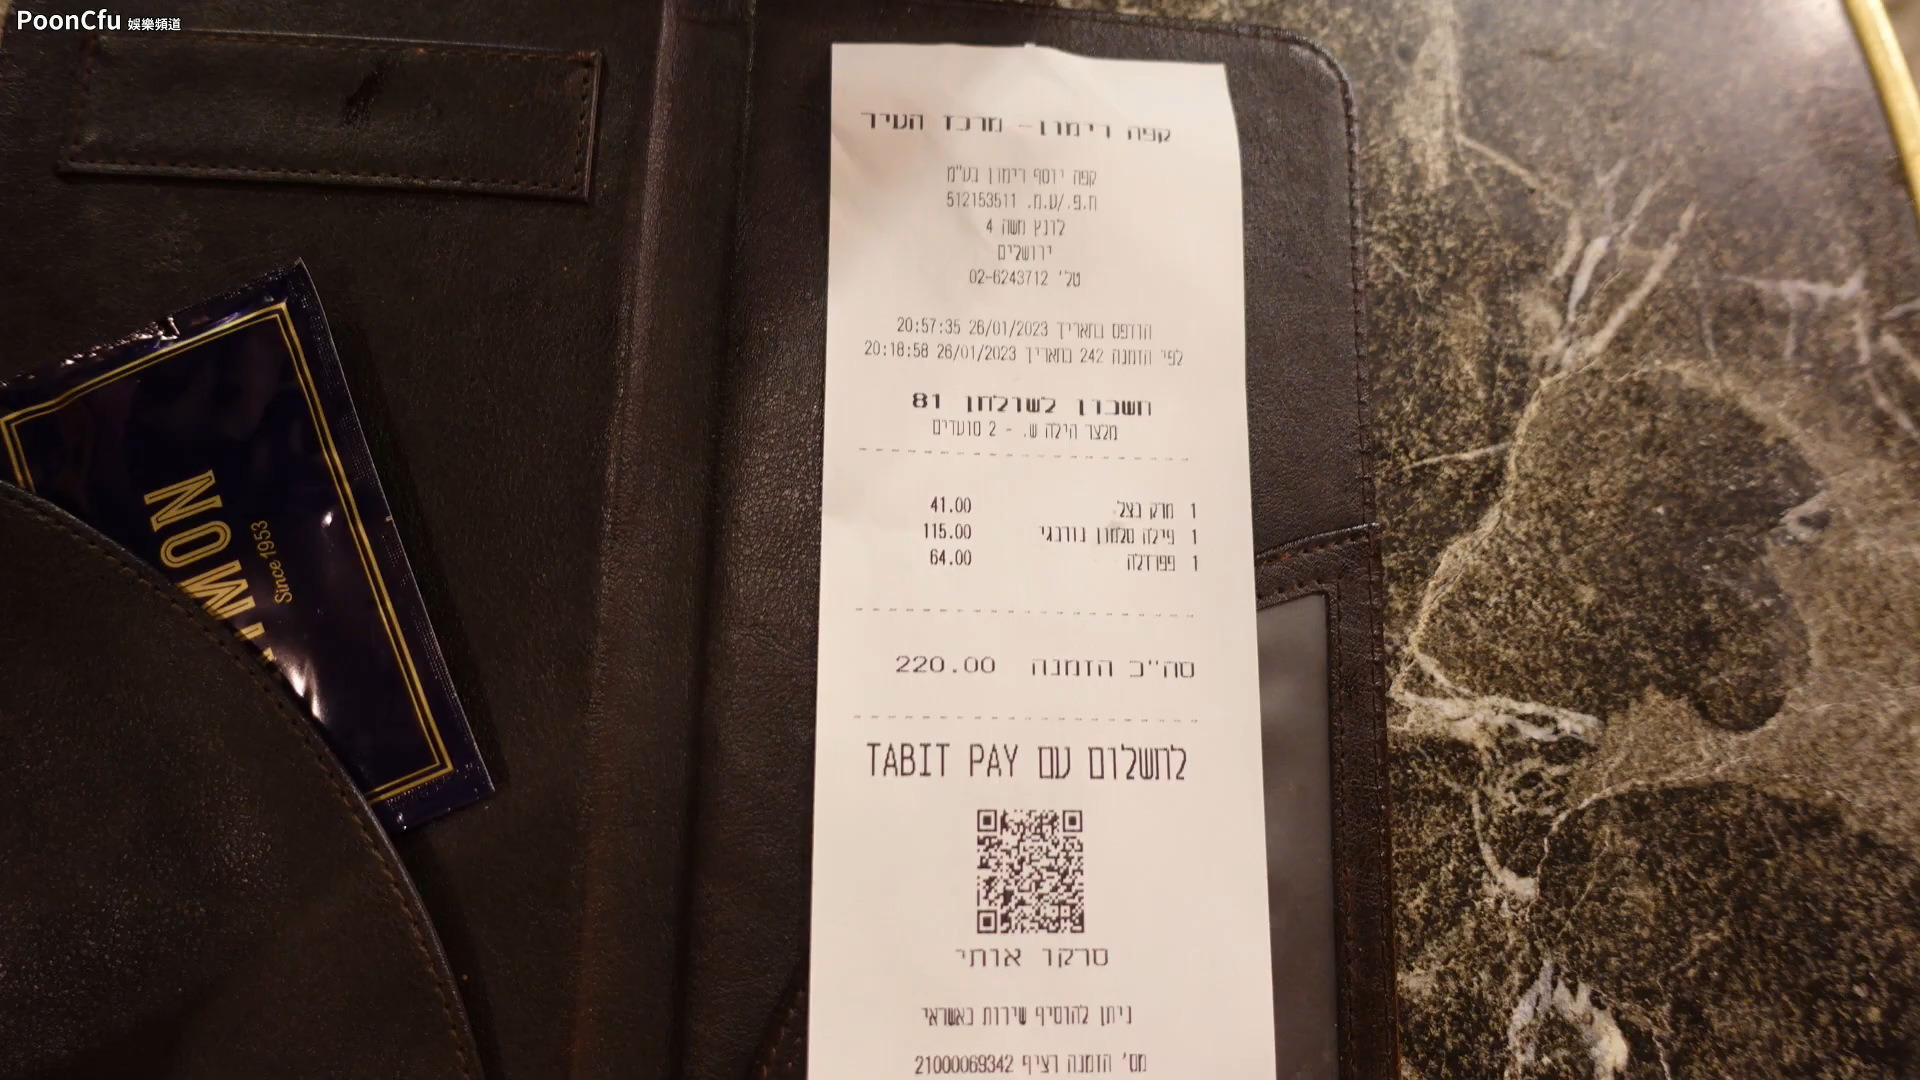 PoonCfu 娛樂頻道
קפה רימון- מרכז העיר
קפה יוסף רימון בע"מ
ח.פ./ע.מ. 512153511
לונץ משה 4
ירושלים
טל' 02-6243712
הודפס בתאריך 26/01/2023 20:57:35
לפי הזמנה 242 בתאריך 26/01/2023 20:18:58
חשבון לשולחן 81
מלצר הילה ש. - 2 סועדים
1 מרק בצל 41.00
1 פילה סלמון נורבגי 115.00
1 פפרדלה 64.00
סה"כ הזמנה 220.00
לתשלום עם TABIT PAY
סרקו אותי
ניתן להוסיף שירות באשראי
מס' הזמנה רציף 21000069342
IMON
Since 1953